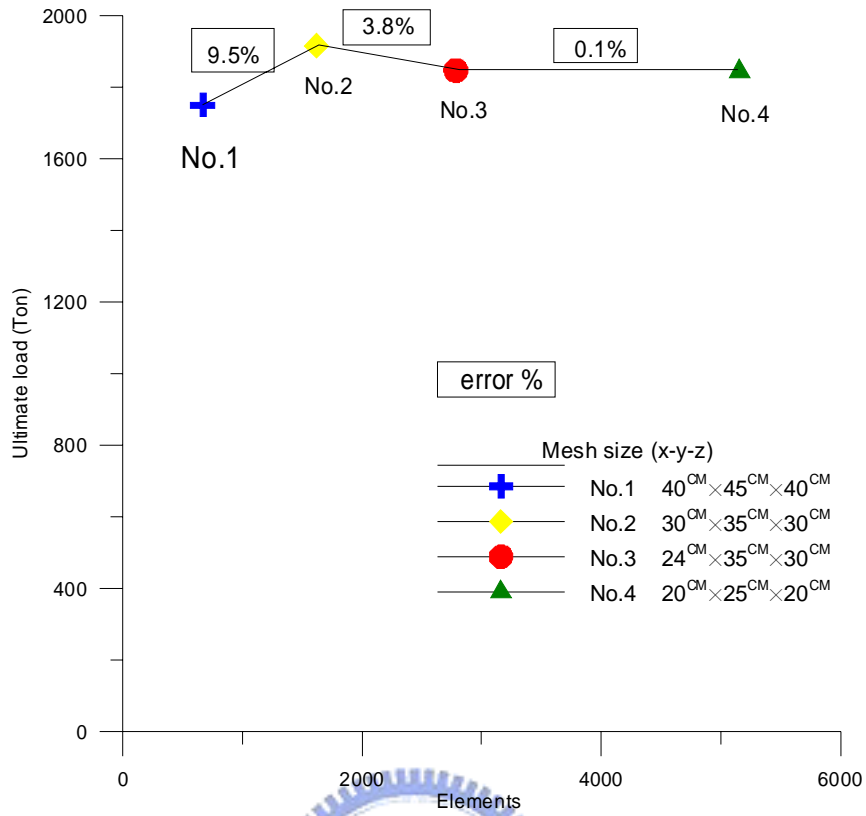 2000
9.5%
3.8%
0.1%
No.2
No.3
No.4
No.1
1600
1200
Ultimate load (Ton)
error %
800
Mesh size (x-y-z)
No.1 40CM×45CM×40CM
No.2 30CM×35CM×30CM
No.3 24CM×35CM×30CM
No.4 20CM×25CM×20CM
400
0
0 2000 4000 6000
Elements